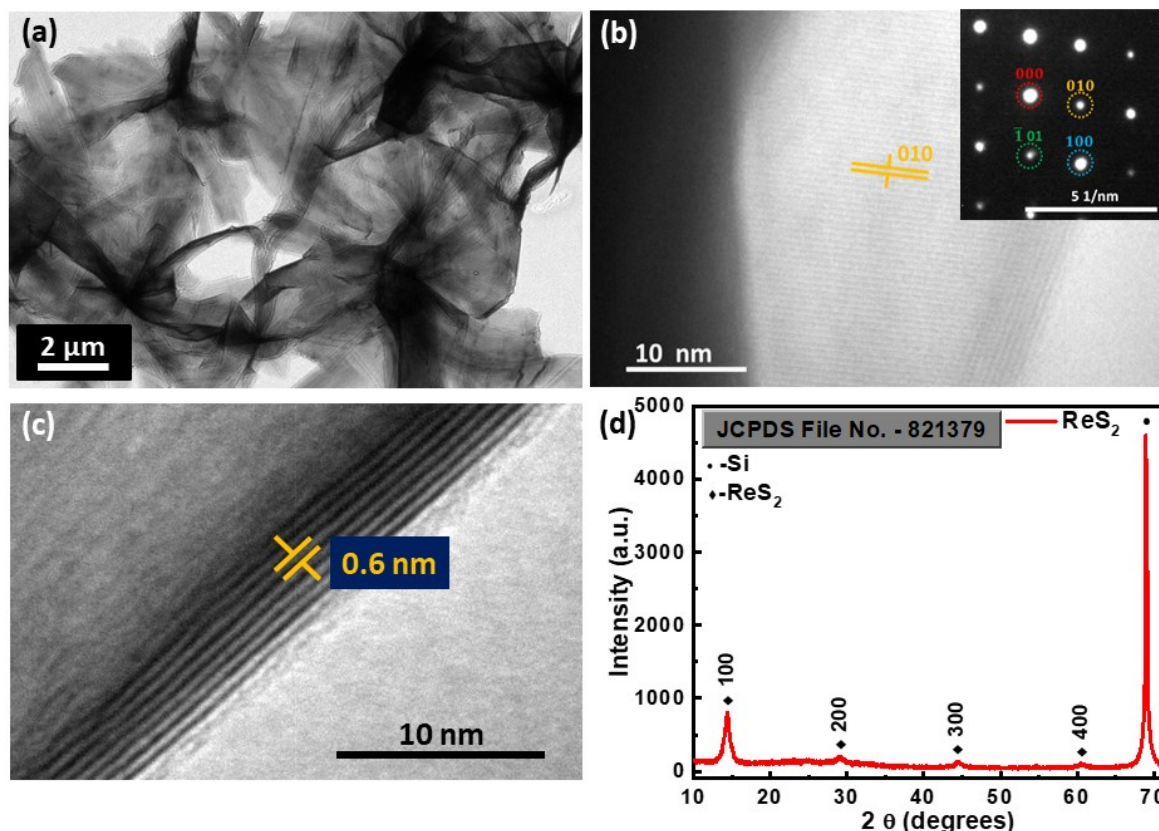 (a)
2 µm
(b)
010
10 nm
000
010
1̅ 01
100
5 1/nm
(c)
0.6 nm
10 nm
(d)
JCPDS File No. - 821379
ReS₂
• -Si
♦-ReS₂
100
200
300
400
Intensity (a.u.)
5000
4000
3000
2000
1000
0
10 20 30 40 50 60 70
2 θ (degrees)